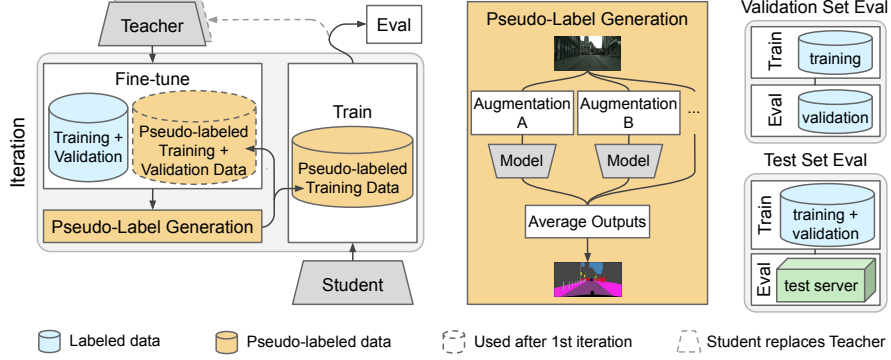 Teacher
Eval
Iteration
Fine-tune
Training +
Validation
Pseudo-labeled
Training +
Validation Data
Pseudo-Label Generation
Train
Pseudo-labeled
Training Data
Student
Pseudo-Label Generation
Augmentation
A
Augmentation
B
...
Model
Model
Average Outputs
Validation Set Eval
Train
training
Eval
validation
Test Set Eval
Train
training +
validation
Eval
test server
Labeled data
Pseudo-labeled data
Used after 1st iteration
Student replaces Teacher